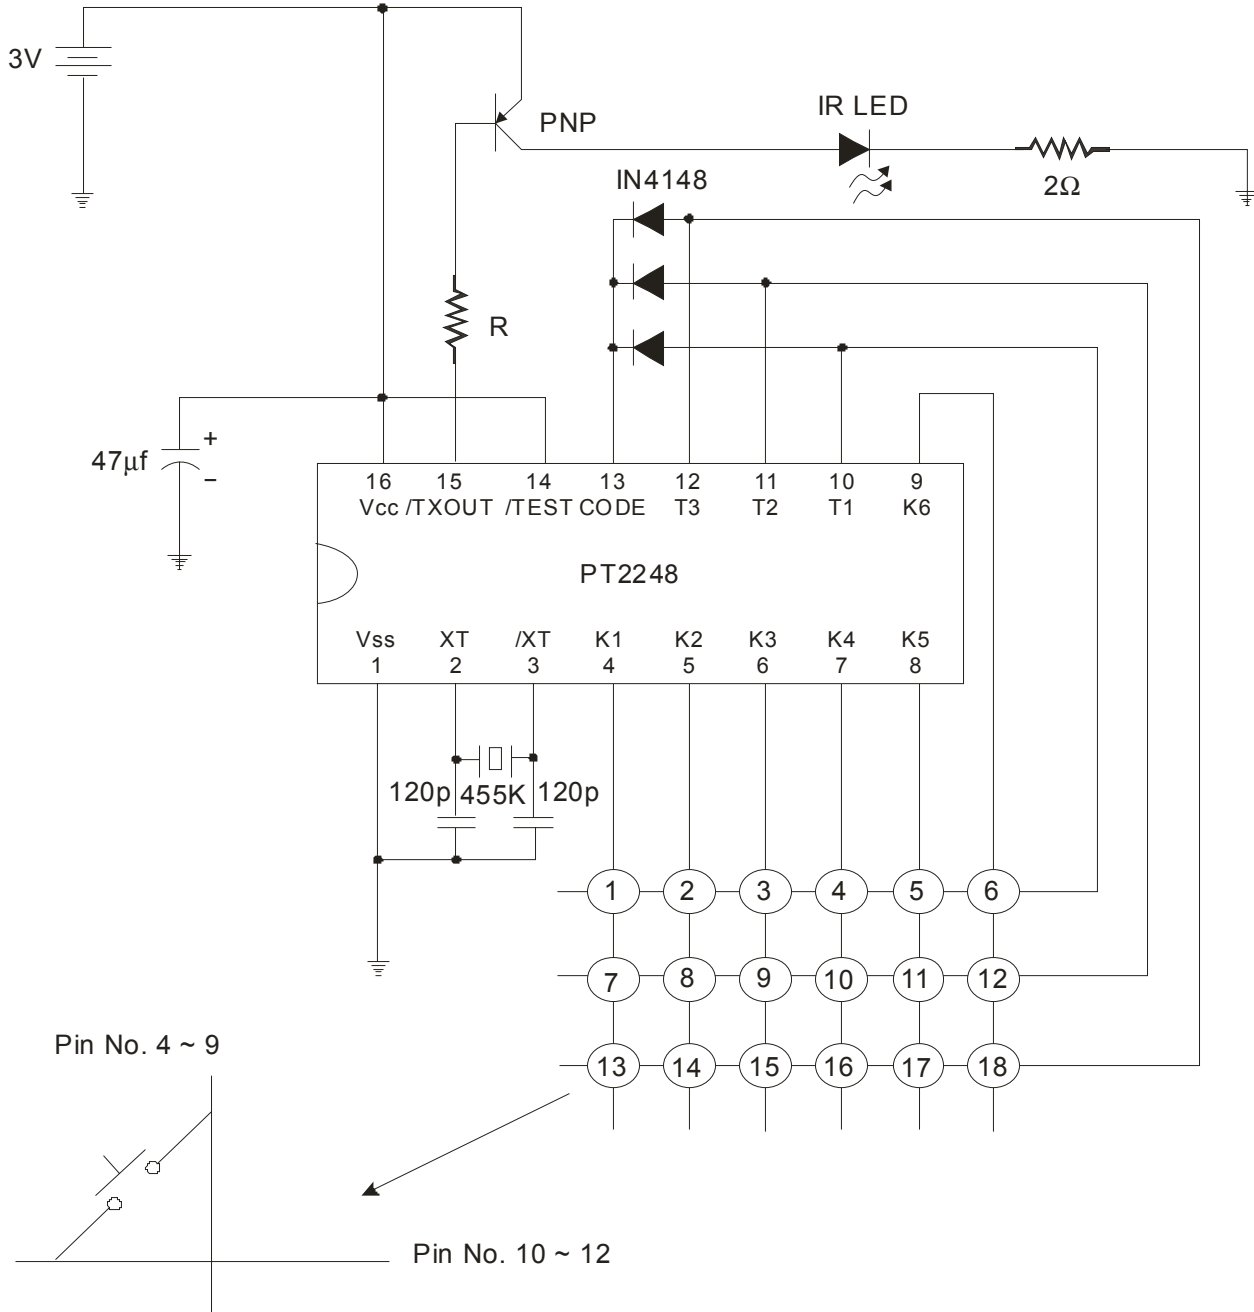 3V
PNP
IR LED
IN4148
2Ω
R
47μf
+
−
16 15 14 13 12 11 10 9
Vcc /TXOUT /TEST CODE T3 T2 T1 K6
PT2248
Vss XT /XT K1 K2 K3 K4 K5
1 2 3 4 5 6 7 8
120p 455K 120p
1 2 3 4 5 6
7 8 9 10 11 12
13 14 15 16 17 18
Pin No. 4 ~ 9
Pin No. 10 ~ 12